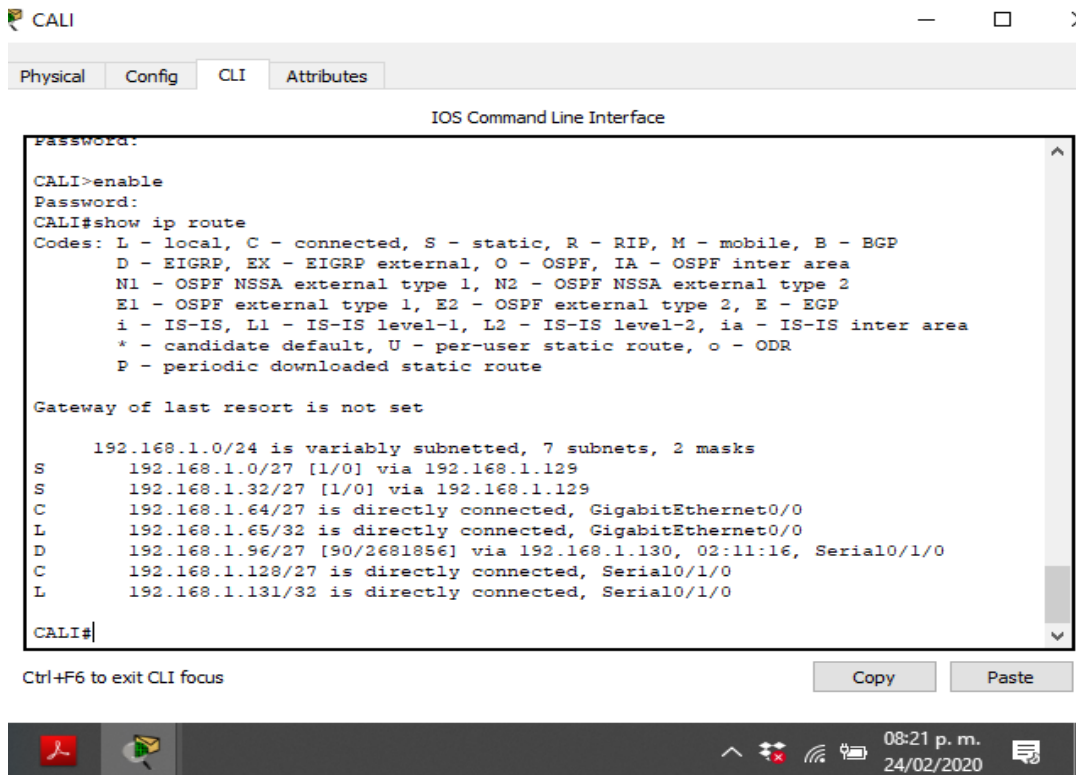 CALI
Physical Config CLI Attributes
IOS Command Line Interface
Password:
CALI>enable
Password:
CALI#show ip route
Codes: L - local, C - connected, S - static, R - RIP, M - mobile, B - BGP
D - EIGRP, EX - EIGRP external, O - OSPF, IA - OSPF inter area
N1 - OSPF NSSA external type 1, N2 - OSPF NSSA external type 2
E1 - OSPF external type 1, E2 - OSPF external type 2, E - EGP
i - IS-IS, L1 - IS-IS level-1, L2 - IS-IS level-2, ia - IS-IS inter area
* - candidate default, U - per-user static route, o - ODR
P - periodic downloaded static route
Gateway of last resort is not set
192.168.1.0/24 is variably subnetted, 7 subnets, 2 masks
S 192.168.1.0/27 [1/0] via 192.168.1.129
S 192.168.1.32/27 [1/0] via 192.168.1.129
C 192.168.1.64/27 is directly connected, GigabitEthernet0/0
L 192.168.1.65/32 is directly connected, GigabitEthernet0/0
D 192.168.1.96/27 [90/2681856] via 192.168.1.130, 02:11:16, Serial0/1/0
C 192.168.1.128/27 is directly connected, Serial0/1/0
L 192.168.1.131/32 is directly connected, Serial0/1/0
CALI#
Ctrl+F6 to exit CLI focus
Copy Paste
08:21 p. m.
24/02/2020